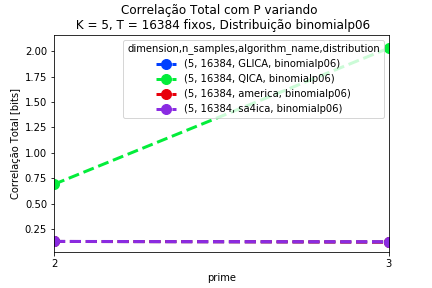 Correlação Total com P variando
K = 5, T = 16384 fixos, Distribuição binomialp06
dimension,n_samples,algorithm_name,distribution
(5, 16384, GLICA, binomialp06)
(5, 16384, QICA, binomialp06)
(5, 16384, america, binomialp06)
(5, 16384, sa4ica, binomialp06)
Correlação Total [bits]
2.00
1.75
1.50
1.25
1.00
0.75
0.50
0.25
2
3
prime